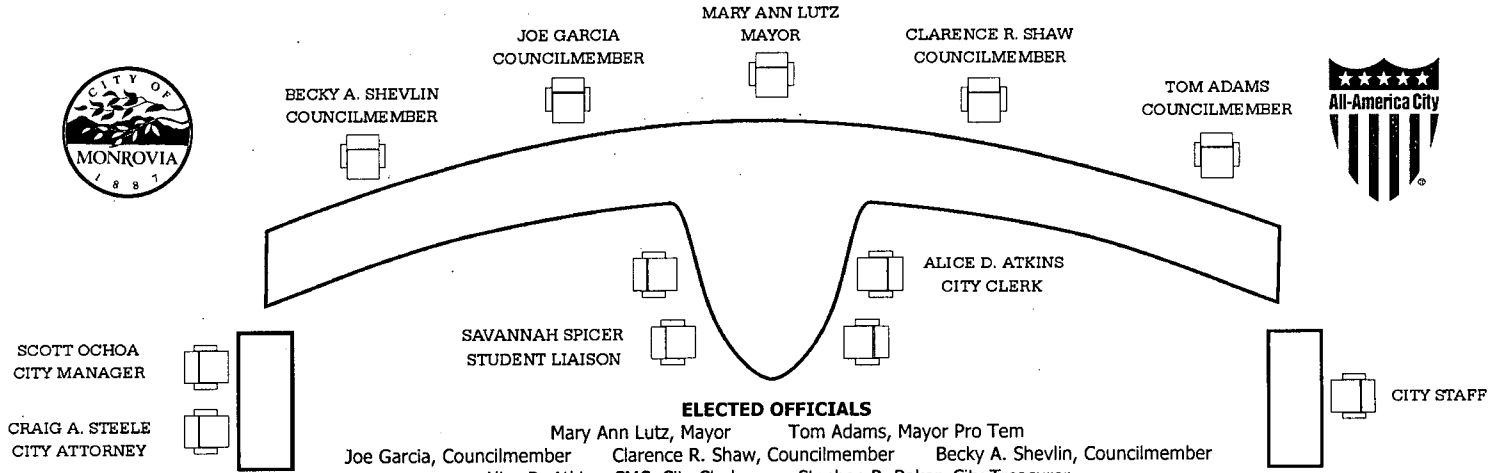 MARY ANN LUTZ
MAYOR
JOE GARCIA
COUNCILMEMBER
CLARENCE R. SHAW
COUNCILMEMBER
BECKY A. SHEVLIN
COUNCILMEMBER
TOM ADAMS
COUNCILMEMBER
CITY OF
MONROVIA
1887
All-America City
®
ALICE D. ATKINS
CITY CLERK
SAVANNAH SPICER
STUDENT LIAISON
SCOTT OCHOA
CITY MANAGER
CRAIG A. STEELE
CITY ATTORNEY
CITY STAFF
ELECTED OFFICIALS
Mary Ann Lutz, Mayor Tom Adams, Mayor Pro Tem
Joe Garcia, Councilmember Clarence R. Shaw, Councilmember Becky A. Shevlin, Councilmember